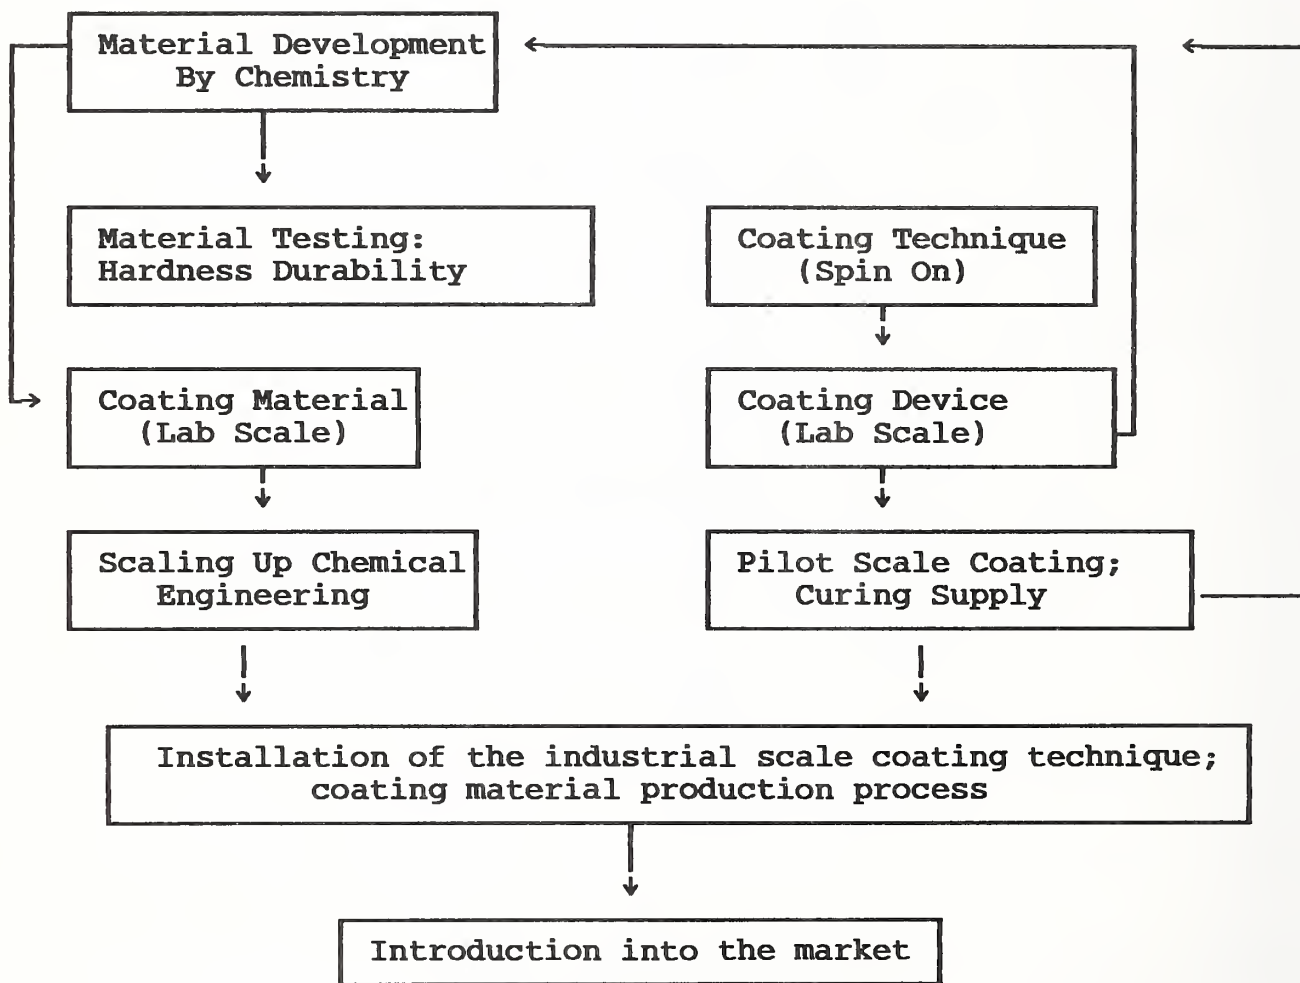 Material Development
By Chemistry
Material Testing:
Hardness Durability
Coating Technique
(Spin On)
Coating Material
(Lab Scale)
Coating Device
(Lab Scale)
Scaling Up Chemical
Engineering
Pilot Scale Coating;
Curing Supply
Installation of the industrial scale coating technique;
coating material production process
Introduction into the market